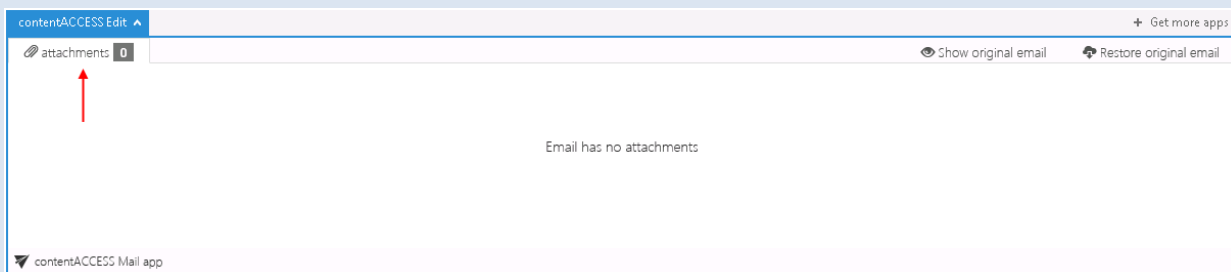 contentACCESS Edit
+ Get more apps
attachments 0
Show original email
Restore original email
Email has no attachments
contentACCESS Mail app